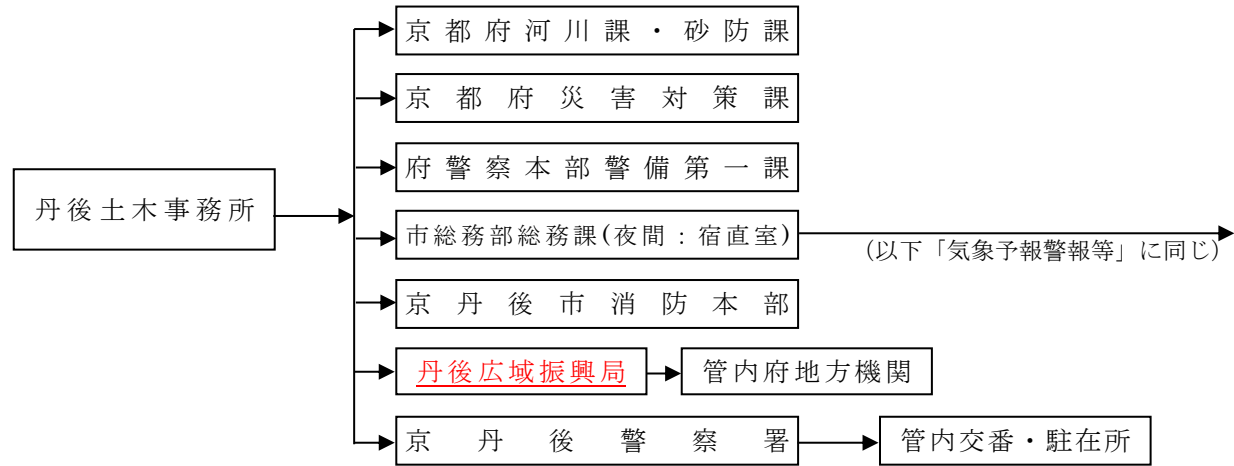 京都府河川課・砂防課
京都府災害対策課
府警察本部警備第一課
丹後土木事務所
市総務部総務課(夜間：宿直室)
(以下「気象予報警報等」に同じ)
京丹後市消防本部
丹後広域振興局
管内府地方機関
京丹後警察署
管内交番・駐在所